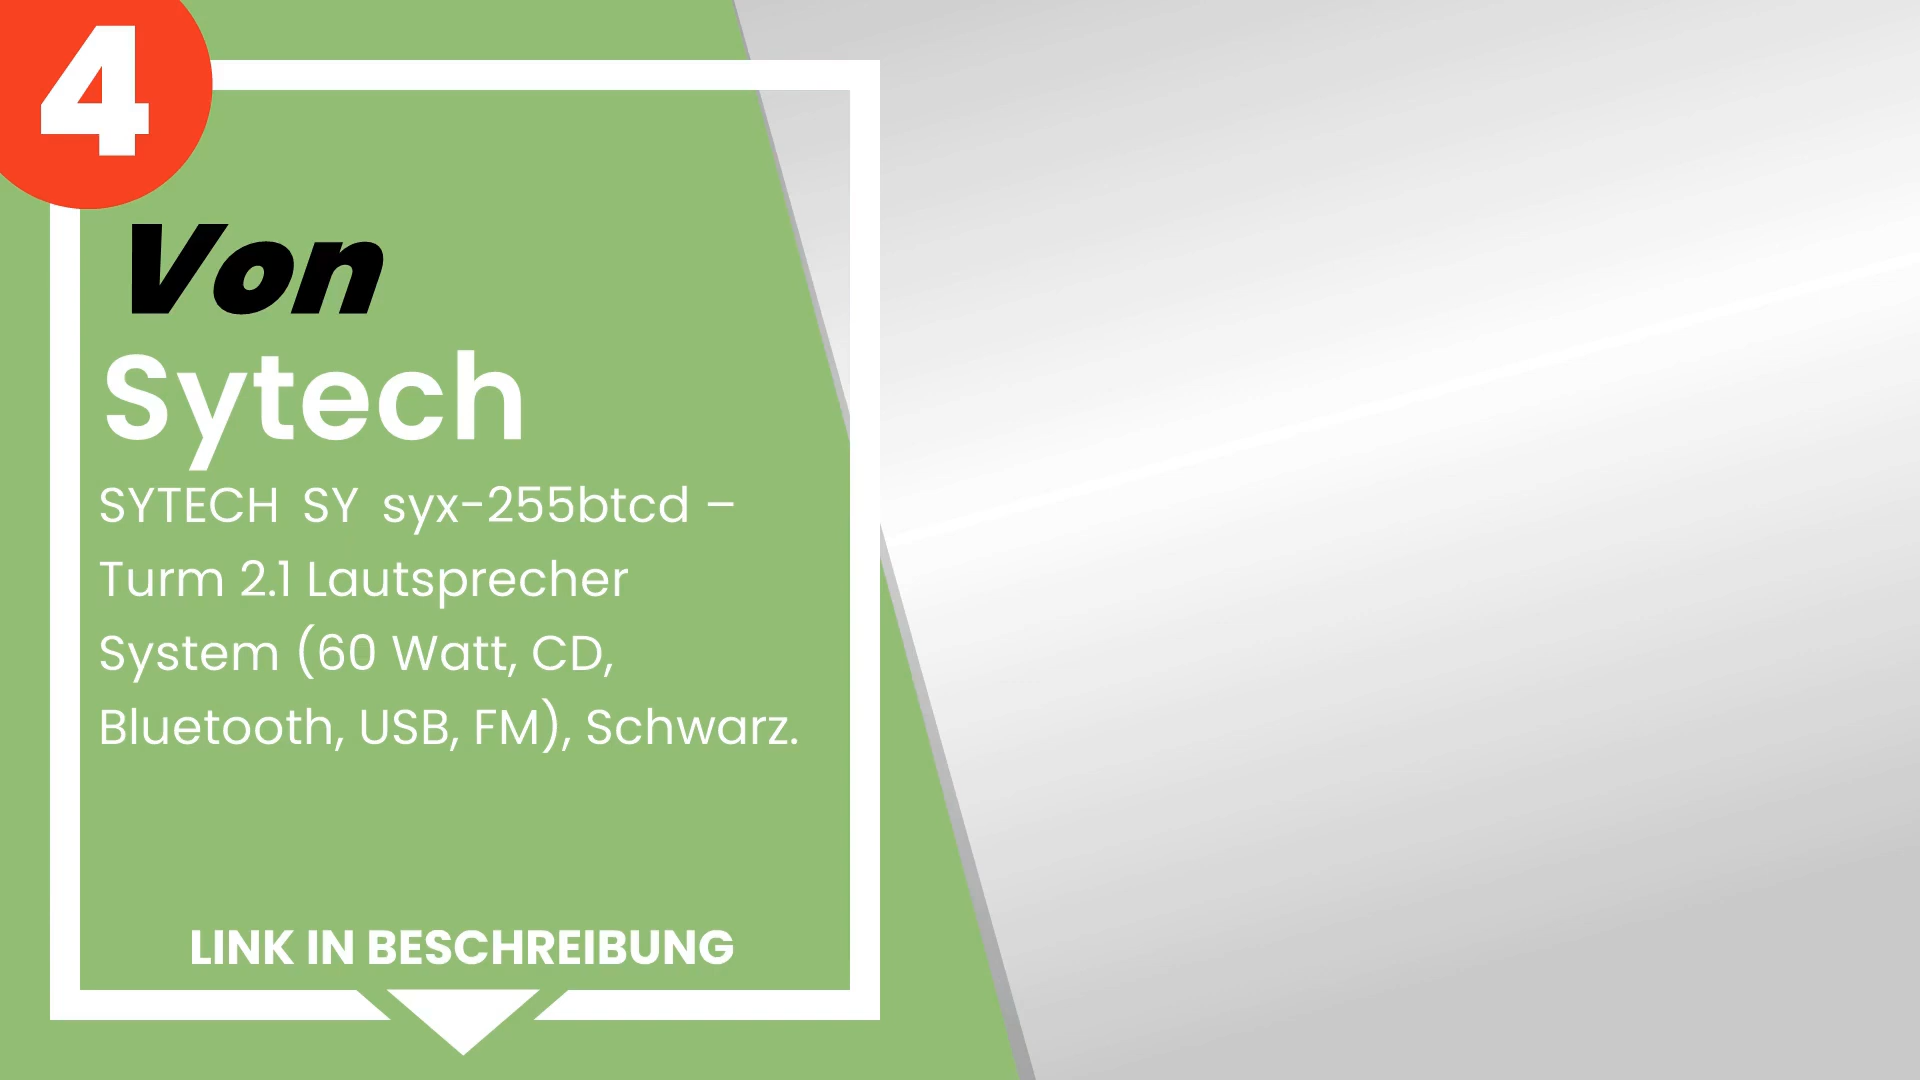 4
Von
Sytech
SYTECH SY syx-255btcd –
Turm 2.1 Lautsprecher
System (60 Watt, CD,
Bluetooth, USB, FM), Schwarz.
LINK IN BESCHREIBUNG